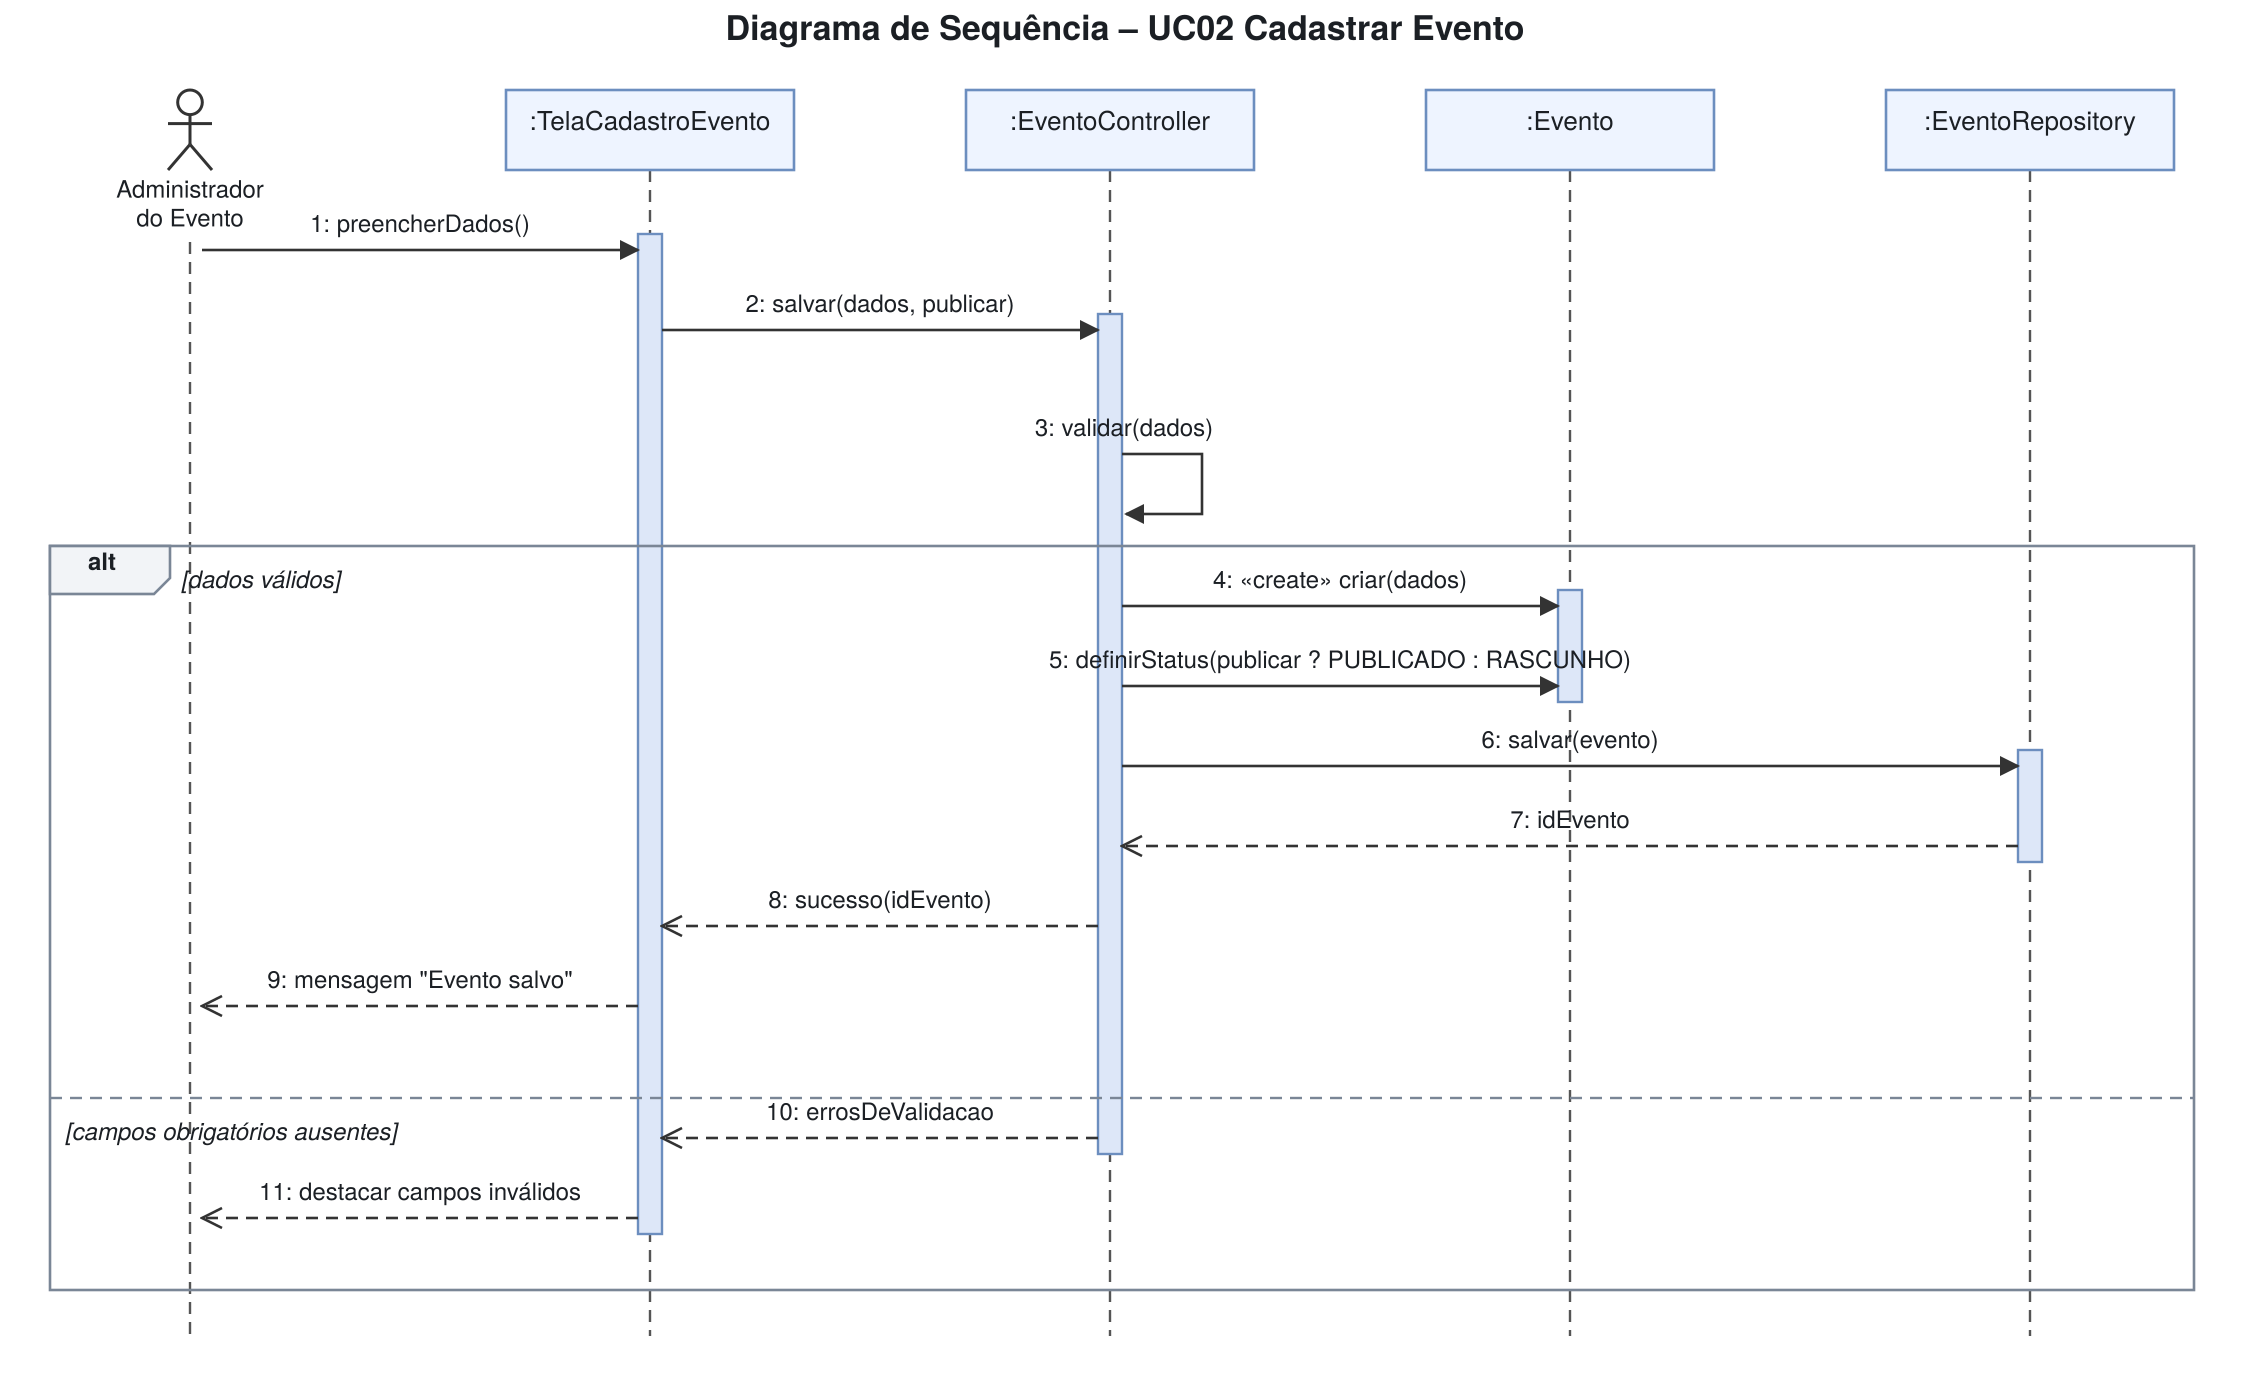 Diagrama de Sequência – UC02 Cadastrar Evento
:TelaCadastroEvento
:EventoController
:Evento
:EventoRepository
Administrador
do Evento
1: preencherDados()
2: salvar(dados, publicar)
3: validar(dados)
alt
[dados válidos]
4: «create» criar(dados)
5: definirStatus(publicar ? PUBLICADO : RASCUNHO)
6: salvar(evento)
7: idEvento
8: sucesso(idEvento)
9: mensagem "Evento salvo"
10: errosDeValidacao
[campos obrigatórios ausentes]
11: destacar campos inválidos